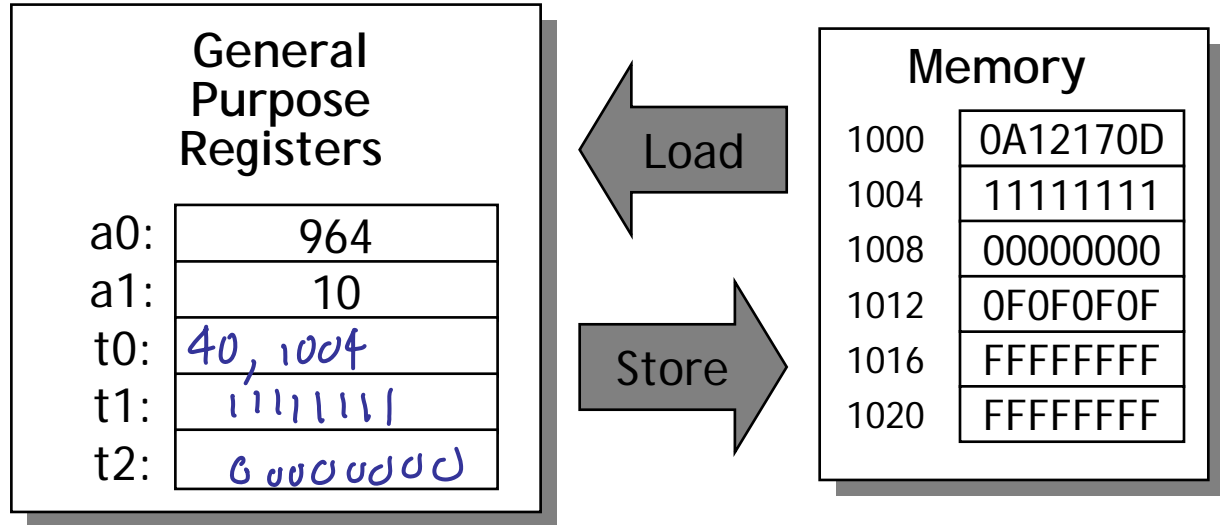 General
Purpose
Registers
a0: 964
a1: 10
t0: 40, 1004
t1: 11111111
t2: 00000000
Load
Store
Memory
1000 0A12170D
1004 11111111
1008 00000000
1012 0F0F0F0F
1016 FFFFFFFF
1020 FFFFFFFF